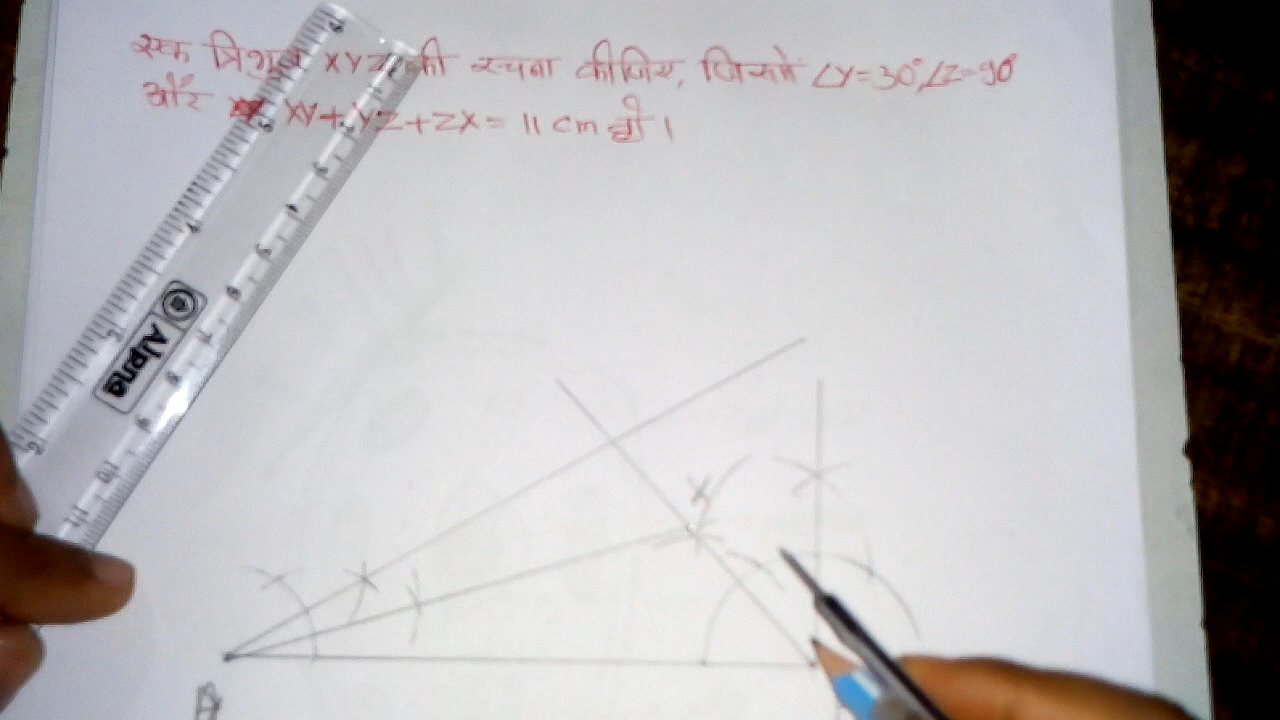 एक त्रिभुज XYZ की रचना कीजिए, जिसमें ∠Y=30°,∠Z=90°
और XY+YZ+ZX= 11 cm हो।
Alpna
A